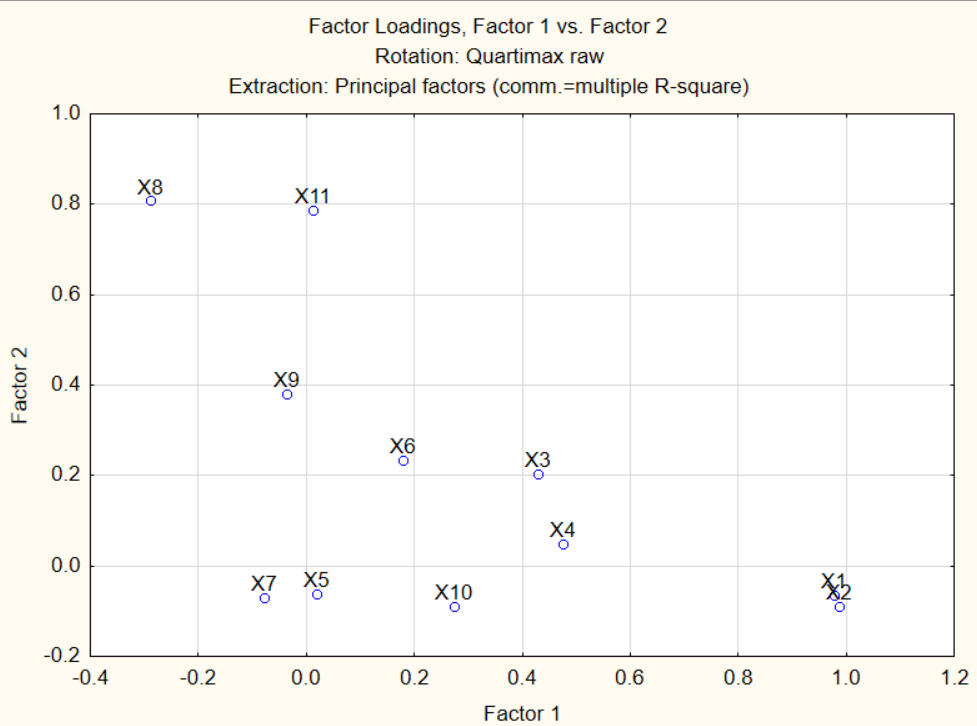 Factor Loadings, Factor 1 vs. Factor 2
Rotation: Quartimax raw
Extraction: Principal factors (comm.=multiple R-square)
1.0
0.8
0.6
0.4
0.2
0.0
-0.2
Factor 2
X8
X11
X9
X6
X3
X4
X7
X5
X10
X1
X2
-0.4 -0.2 0.0 0.2 0.4 0.6 0.8 1.0 1.2
Factor 1